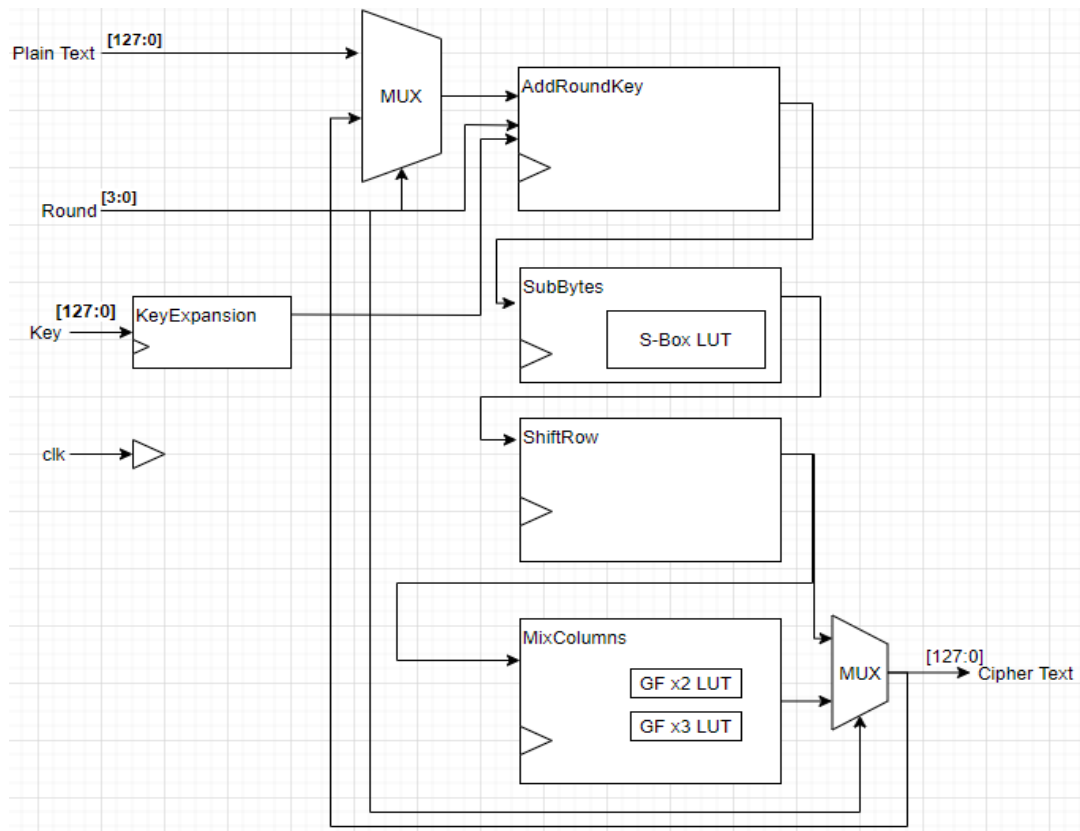 Plain Text
[127:0]
MUX
AddRoundKey
Round
[3:0]
SubBytes
S-Box LUT
[127:0]
Key
KeyExpansion
clk
ShiftRow
MixColumns
GF x2 LUT
GF x3 LUT
MUX
[127:0]
Cipher Text